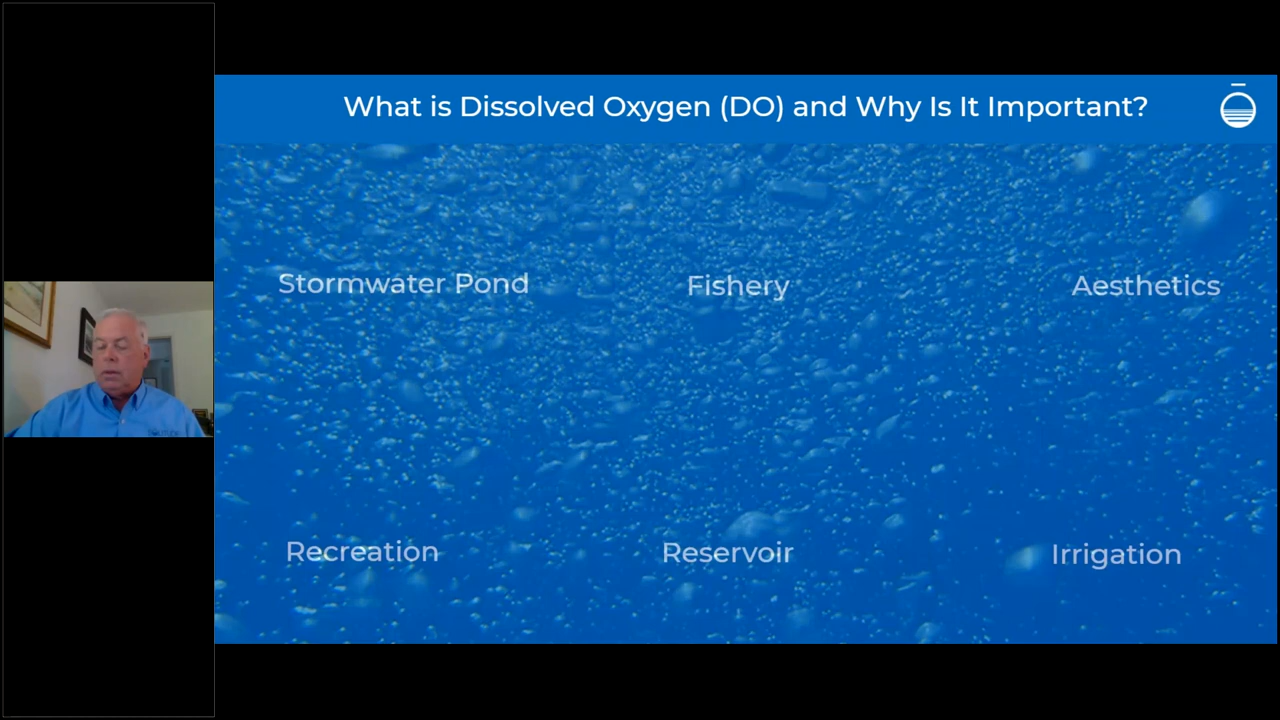 What is Dissolved Oxygen (DO) and Why Is It Important?
Stormwater Pond
Fishery
Aesthetics
Recreation
Reservoir
Irrigation